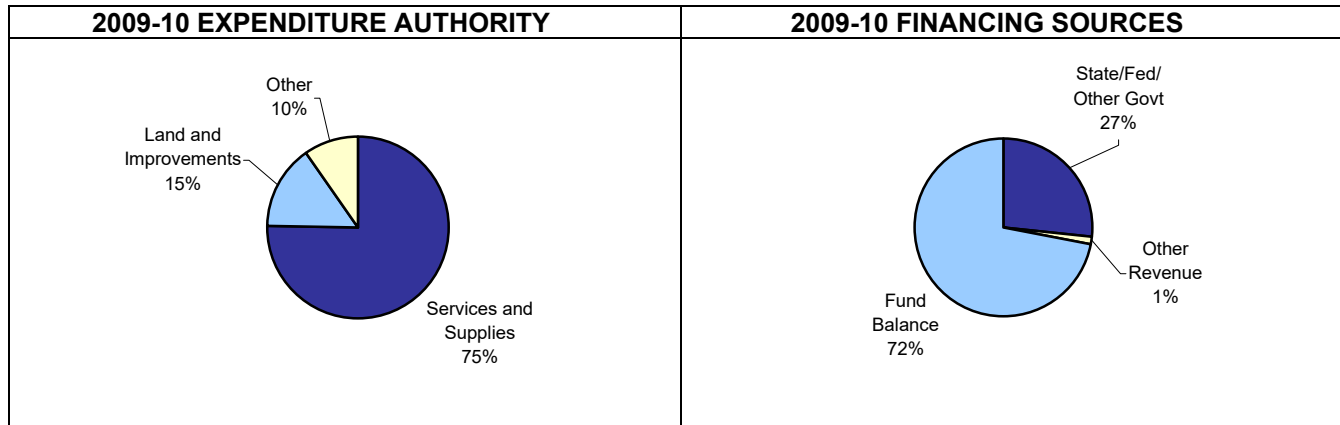 2009-10 EXPENDITURE AUTHORITY
Other
10%
Land and
Improvements
15%
Services and
Supplies
75%
2009-10 FINANCING SOURCES
State/Fed/
Other Govt
27%
Other
Revenue
1%
Fund
Balance
72%